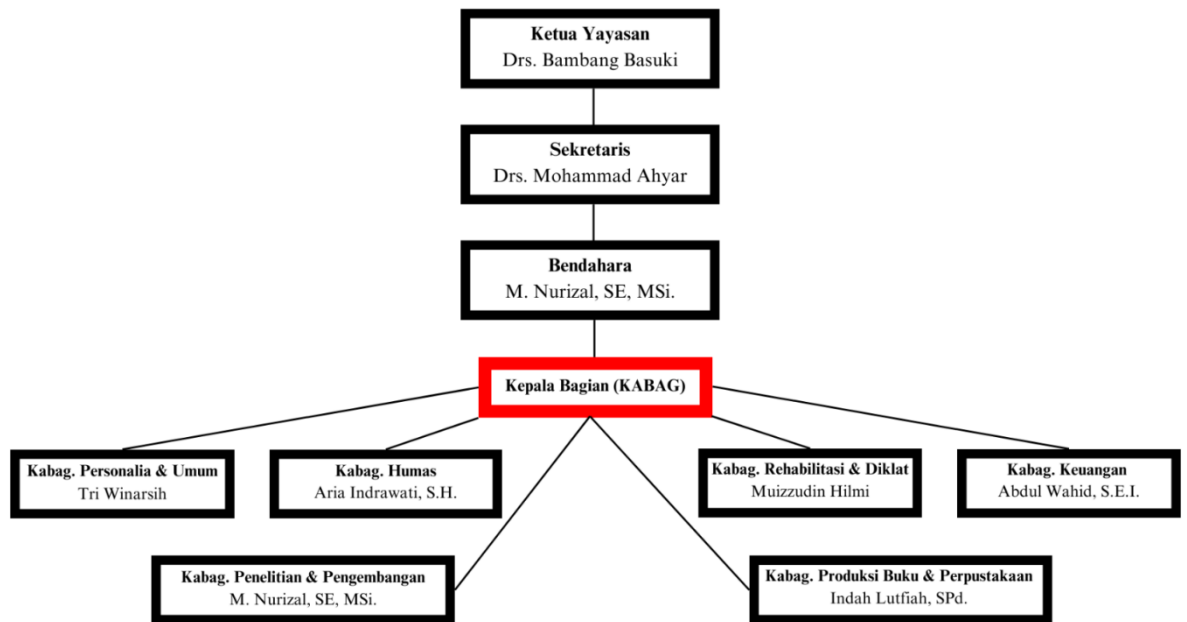 Ketua Yayasan
Drs. Bambang Basuki
Sekretaris
Drs. Mohammad Ahyar
Bendahara
M. Nurizal, SE, MSi.
Kepala Bagian (KABAG)
Kabag. Personalia & Umum
Tri Winarsih
Kabag. Humas
Aria Indrawati, S.H.
Kabag. Rehabilitasi & Diklat
Muizzudin Hilmi
Kabag. Keuangan
Abdul Wahid, S.E.I.
Kabag. Penelitian & Pengembangan
M. Nurizal, SE, MSi.
Kabag. Produksi Buku & Perpustakaan
Indah Lutfiah, SPd.